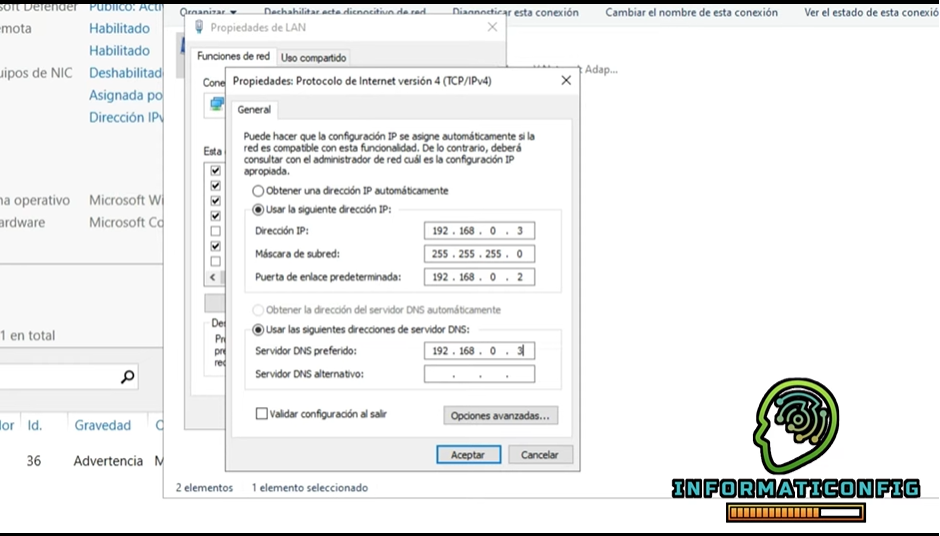 Organizar
Deshabilitar este dispositivo de red
Diagnosticar esta conexión
Cambiar el nombre de esta conexión
Ver el estado de esta conexió
soft Defender
Público: Acti
emota
Habilitado
Habilitado
uipos de NIC
Deshabilitad
Asignada po
Dirección IPv
na operativo
Microsoft Wi
ardware
Microsoft Co
1 en total
or
Id.
Gravedad
36
Advertencia
M
Propiedades de LAN
Funciones de red
Uso compartido
Cone
Esta
Des
Pro
pre
red
Adap...
Propiedades: Protocolo de Internet versión 4 (TCP/IPv4)
General
Puede hacer que la configuración IP se asigne automáticamente si la
red es compatible con esta funcionalidad. De lo contrario, deberá
consultar con el administrador de red cuál es la configuración IP
apropiada.
Obtener una dirección IP automáticamente
Usar la siguiente dirección IP:
Dirección IP: 192 . 168 . 0 . 3
Máscara de subred: 255 . 255 . 255 . 0
Puerta de enlace predeterminada: 192 . 168 . 0 . 2
Obtener la dirección del servidor DNS automáticamente
Usar las siguientes direcciones de servidor DNS:
Servidor DNS preferido: 192 . 168 . 0 . 3
Servidor DNS alternativo: . . .
Validar configuración al salir
Opciones avanzadas...
Aceptar
Cancelar
2 elementos
1 elemento seleccionado
INFORMATICONFIG